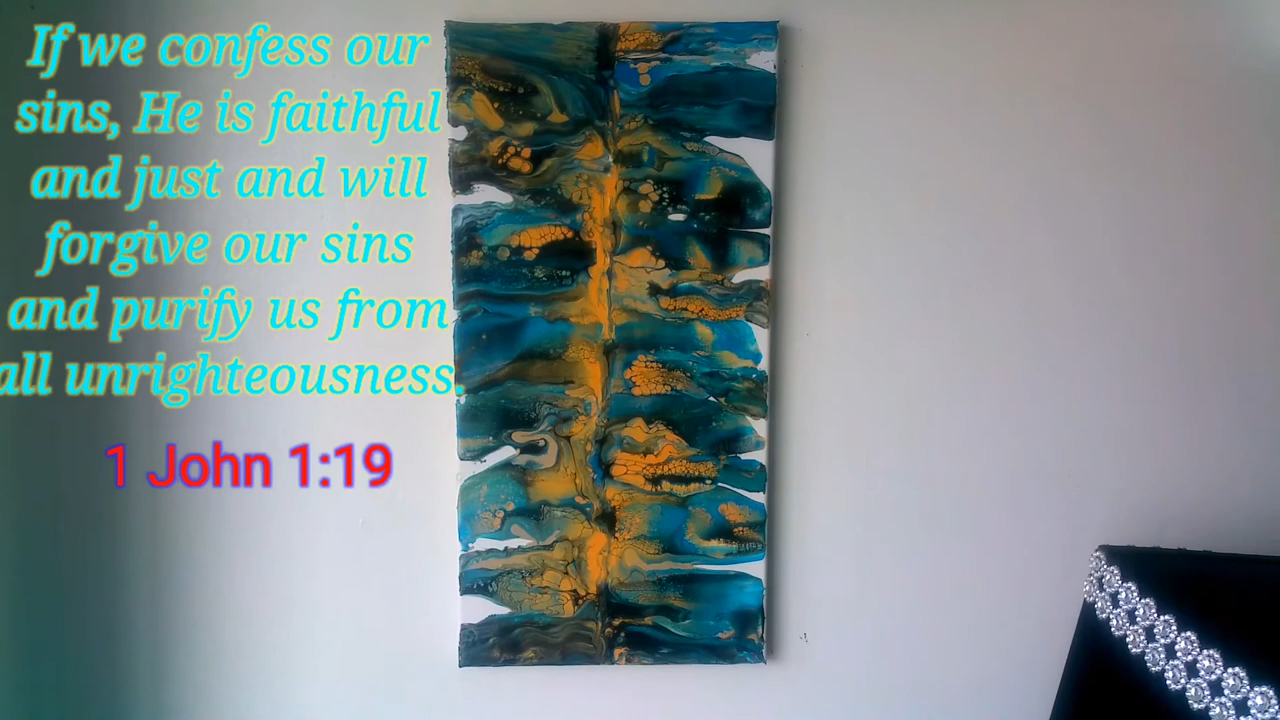 If we confess our
sins, He is faithful
and just and will
forgive our sins
and purify us from
all unrighteousness.
1 John 1:19